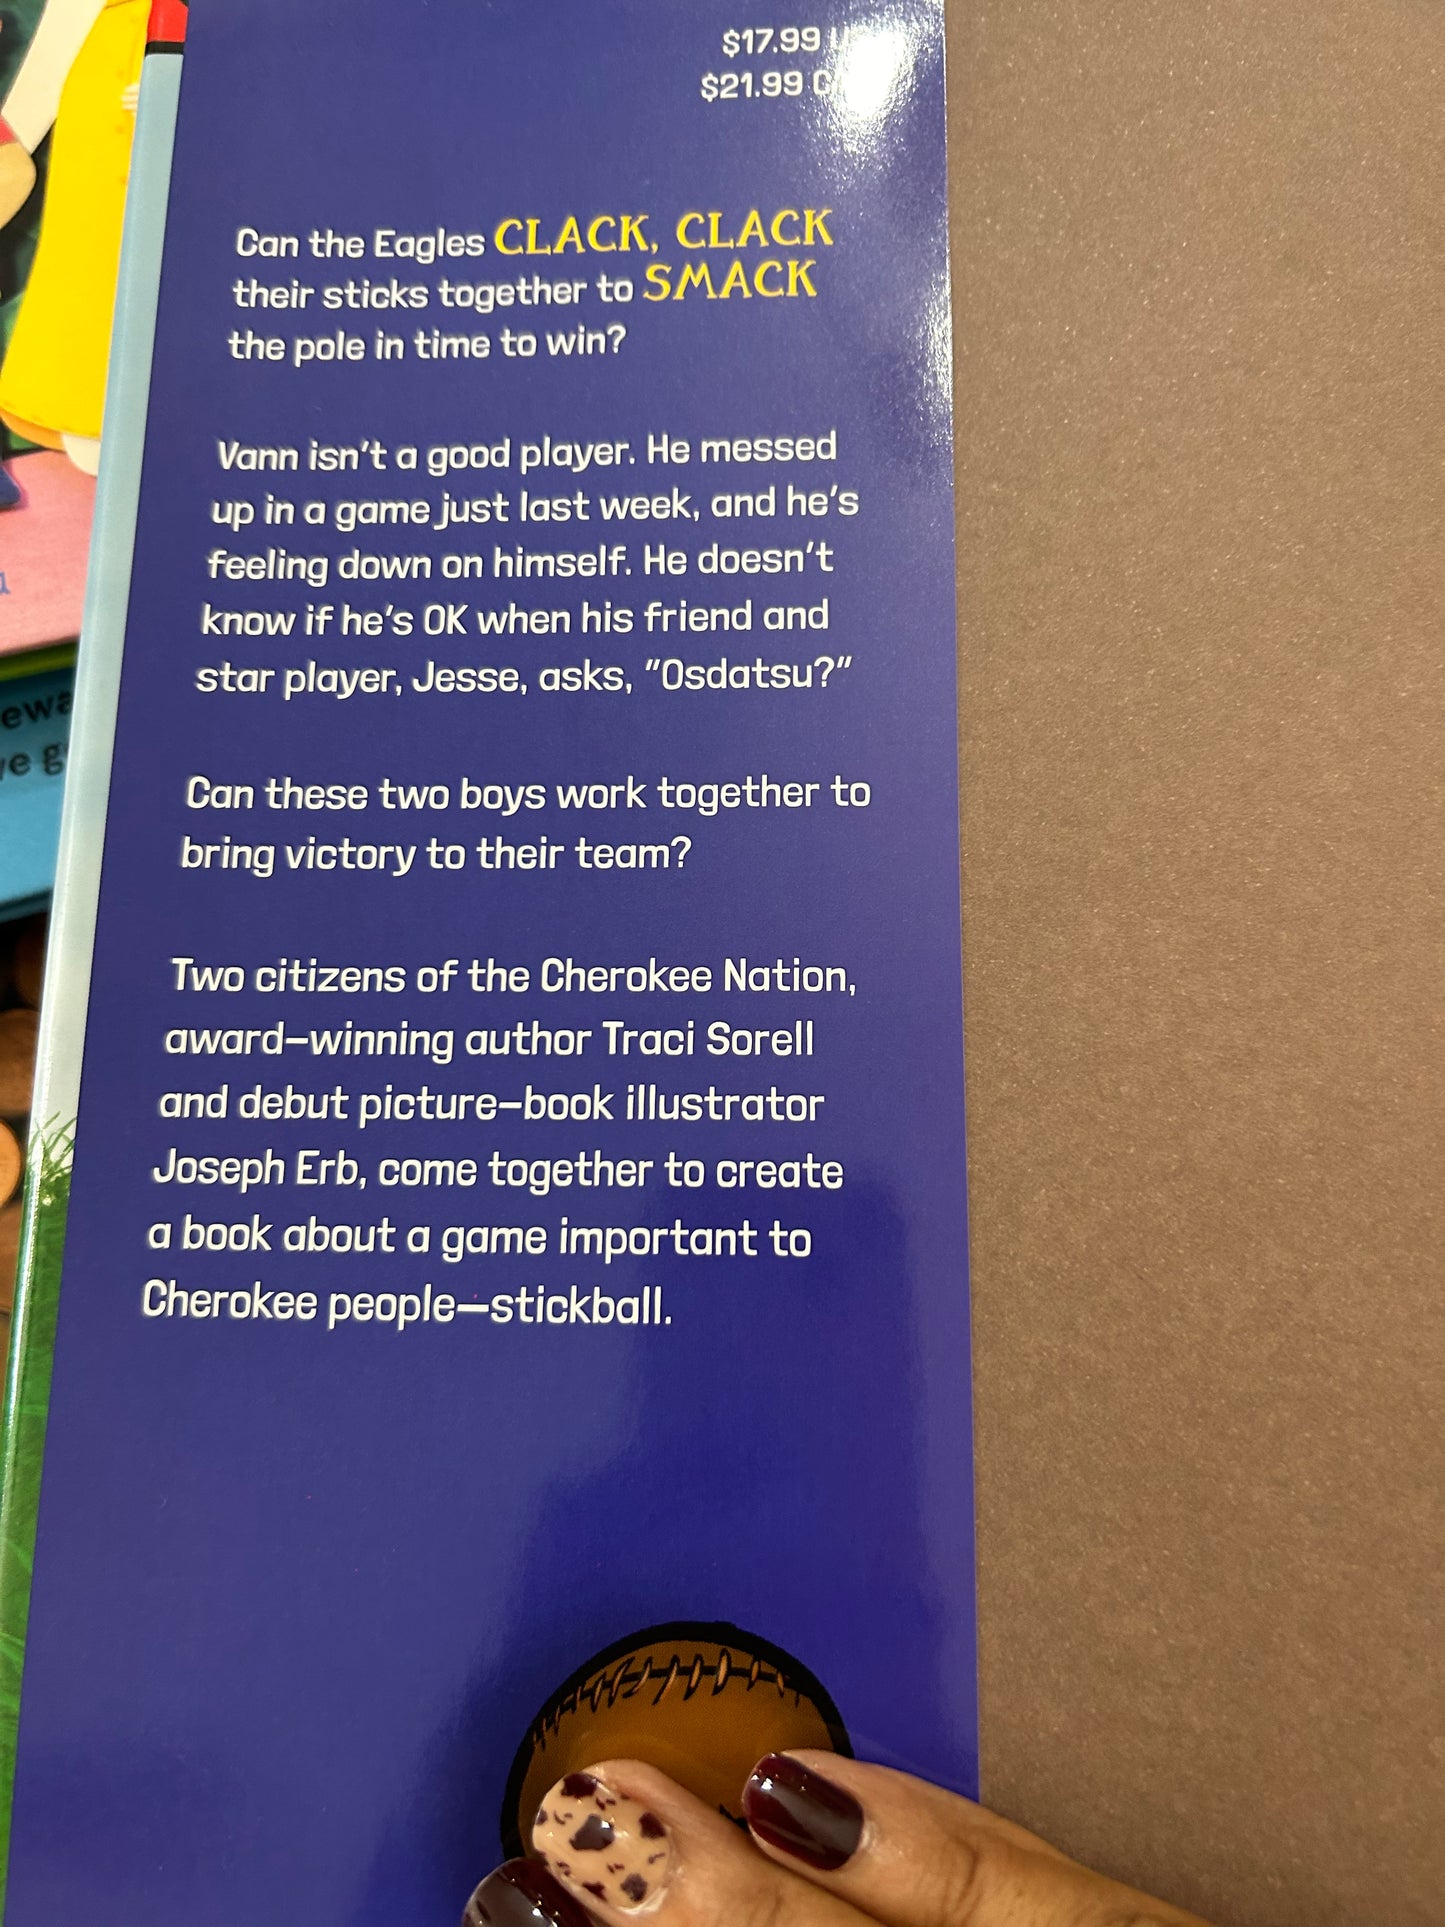 $17.99
$21.99
Can the Eagles CLACK, CLACK
their sticks together to SMACK
the pole in time to win?
Vann isn't a good player. He messed
up in a game just last week, and he's
feeling down on himself. He doesn't
know if he's OK when his friend and
star player, Jesse, asks, "Osdatsu?"
Can these two boys work together to
bring victory to their team?
Two citizens of the Cherokee Nation,
award–winning author Traci Sorell
and debut picture–book illustrator
Joseph Erb, come together to create
a book about a game important to
Cherokee people—stickball.